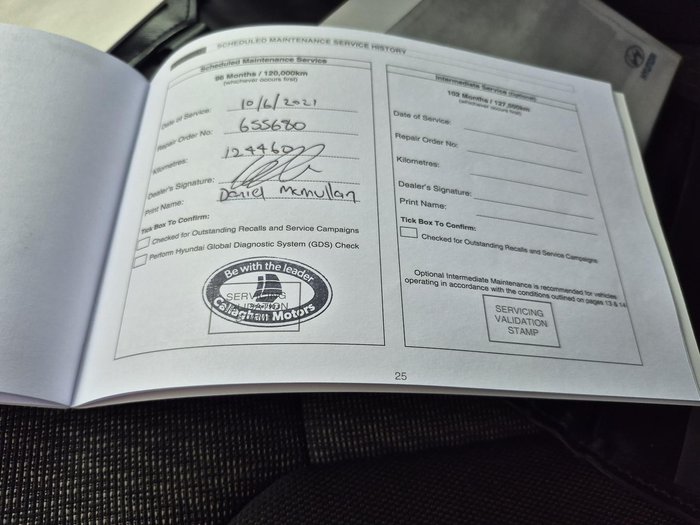 SCHEDULED MAINTENANCE SERVICE HISTORY
Scheduled Maintenance Service
96 Months / 120,000km
(whichever occurs first)
Date of Service: 10/6/2021
Repair Order No: 655680
Kilometres: 124460
Dealer's Signature:
Print Name: Daniel McMullan
Tick Box To Confirm:
Checked for Outstanding Recalls and Service Campaigns
Perform Hyundai Global Diagnostic System (GDS) Check
Be with the leader
SERVICING
Callaghan Motors
Intermediate Service (Optional)
102 Months / 127,500km
(whichever occurs first)
Date of Service:
Repair Order No:
Kilometres:
Dealer's Signature:
Print Name:
Tick Box To Confirm:
Checked for Outstanding Recalls and Service Campaigns
Optional Intermediate Maintenance is recommended for vehicles
operating in accordance with the conditions outlined on pages 13 & 14
SERVICING
VALIDATION
STAMP
25